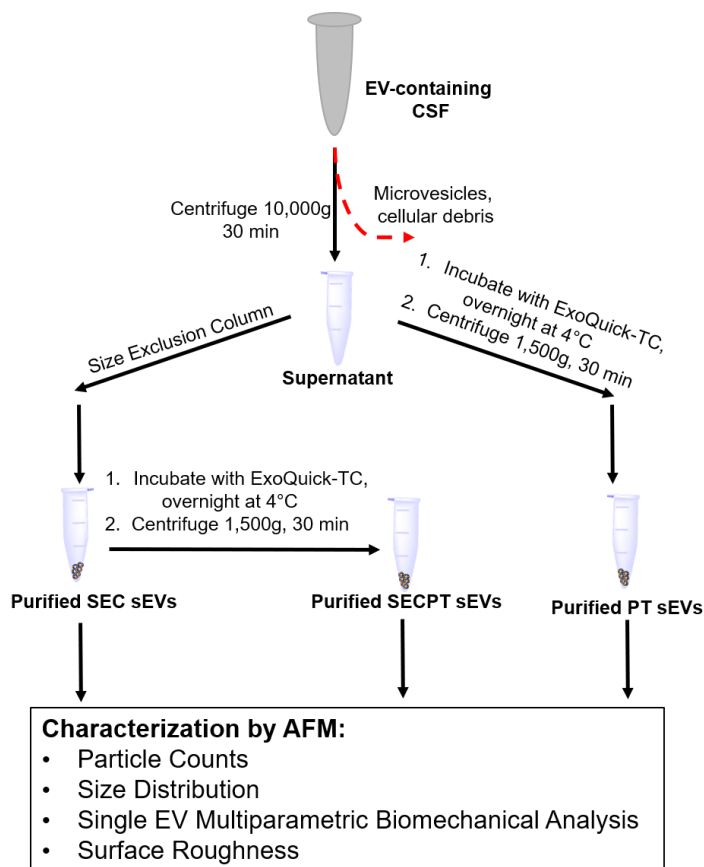 EV-containing
CSF
Centrifuge 10,000g
30 min
Microvesicles,
cellular debris
1. Incubate with ExoQuick-TC,
overnight at 4°C
2. Centrifuge 1,500g, 30 min
Size Exclusion Column
Supernatant
1. Incubate with ExoQuick-TC,
overnight at 4°C
2. Centrifuge 1,500g, 30 min
Purified SEC sEVs
Purified SECPT sEVs
Purified PT sEVs
Characterization by AFM:
• Particle Counts
• Size Distribution
• Single EV Multiparametric Biomechanical Analysis
• Surface Roughness